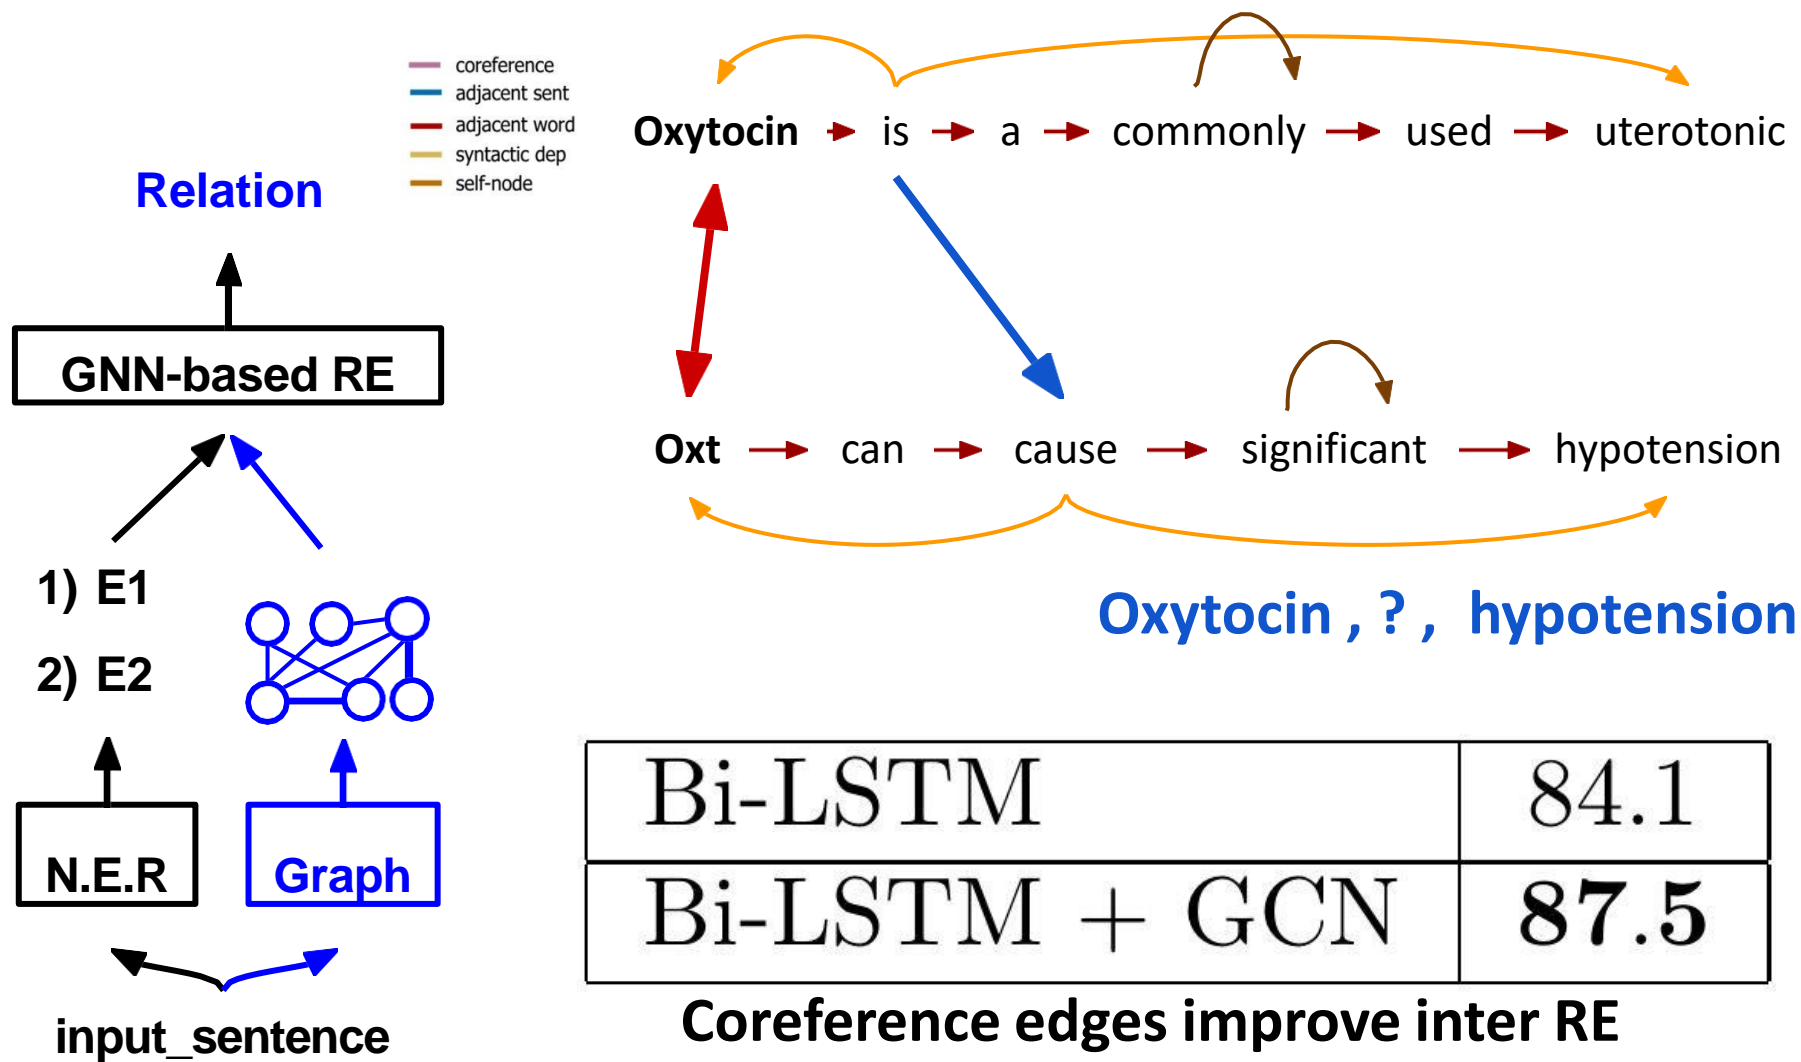 coreference
adjacent sent
adjacent word
syntactic dep
self-node
Oxytocin is a commonly used uterotonic
Oxt can cause significant hypotension
Oxytocin , ? , hypotension
Relation
GNN-based RE
1) E1
2) E2
N.E.R Graph
input_sentence
Bi-LSTM 84.1
Bi-LSTM + GCN 87.5
Coreference edges improve inter RE